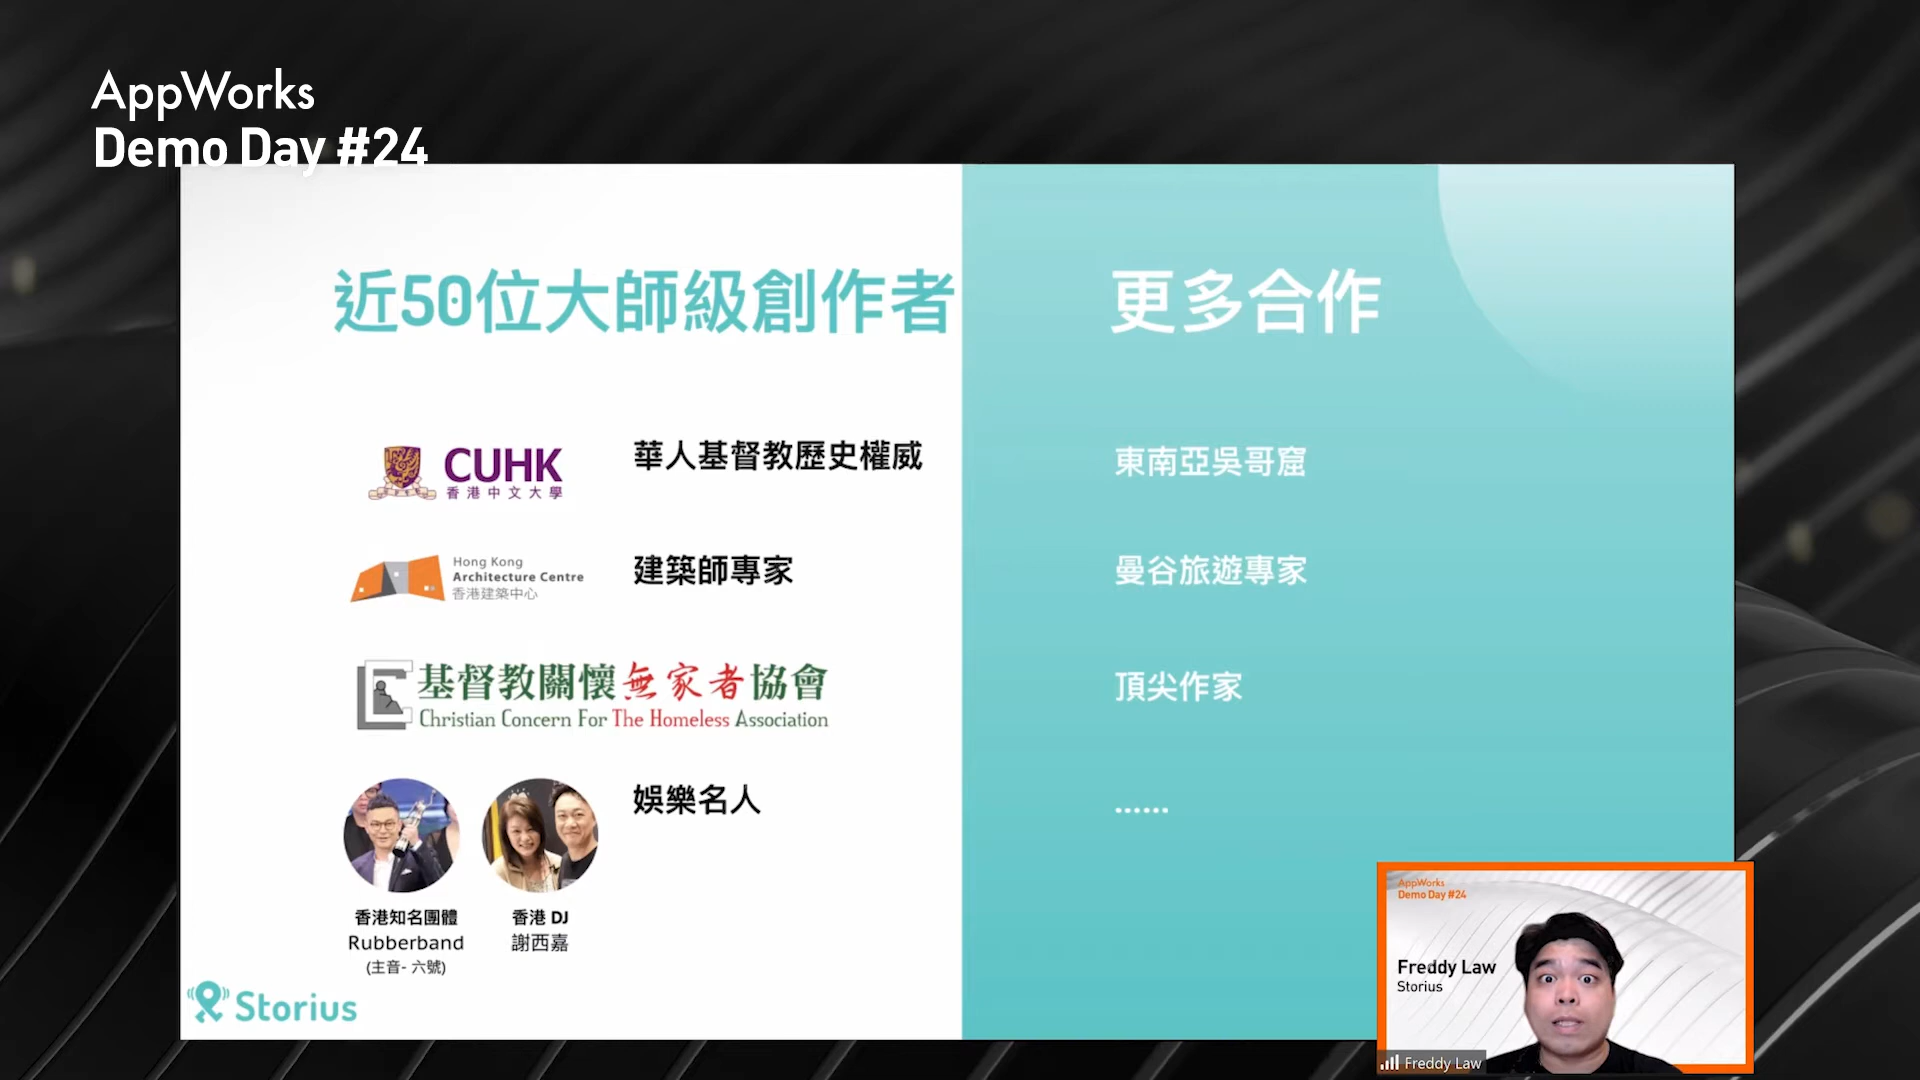 AppWorks
Demo Day #24
近50位大師級創作者
更多合作
CUHK
香港中文大學
華人基督教歷史權威
東南亞吳哥窟
Hong Kong
Architecture Centre
香港建築中心
建築師專家
曼谷旅遊專家
基督教關懷無家者協會
Christian Concern For The Homeless Association
頂尖作家
娛樂名人
......
香港知名團體
Rubberband
(主音- 六號)
香港 DJ
謝西嘉
Storius
AppWorks
Demo Day #24
Freddy Law
Storius
Freddy Law